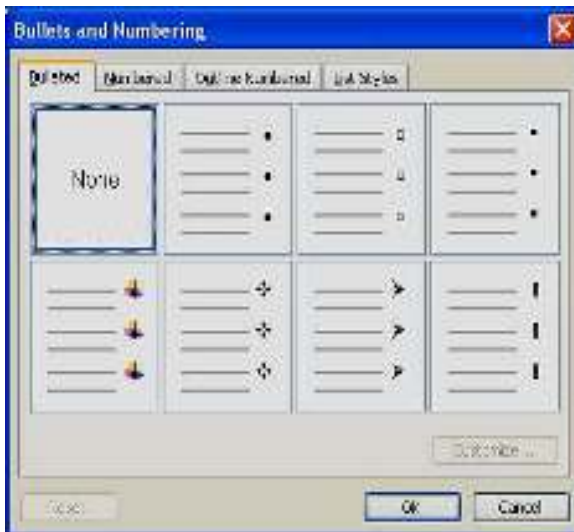 Bullets and Numbering
Bulleted Numbered Outline Numbered List Styles
None
Customize ...
Reset
Ok Cancel